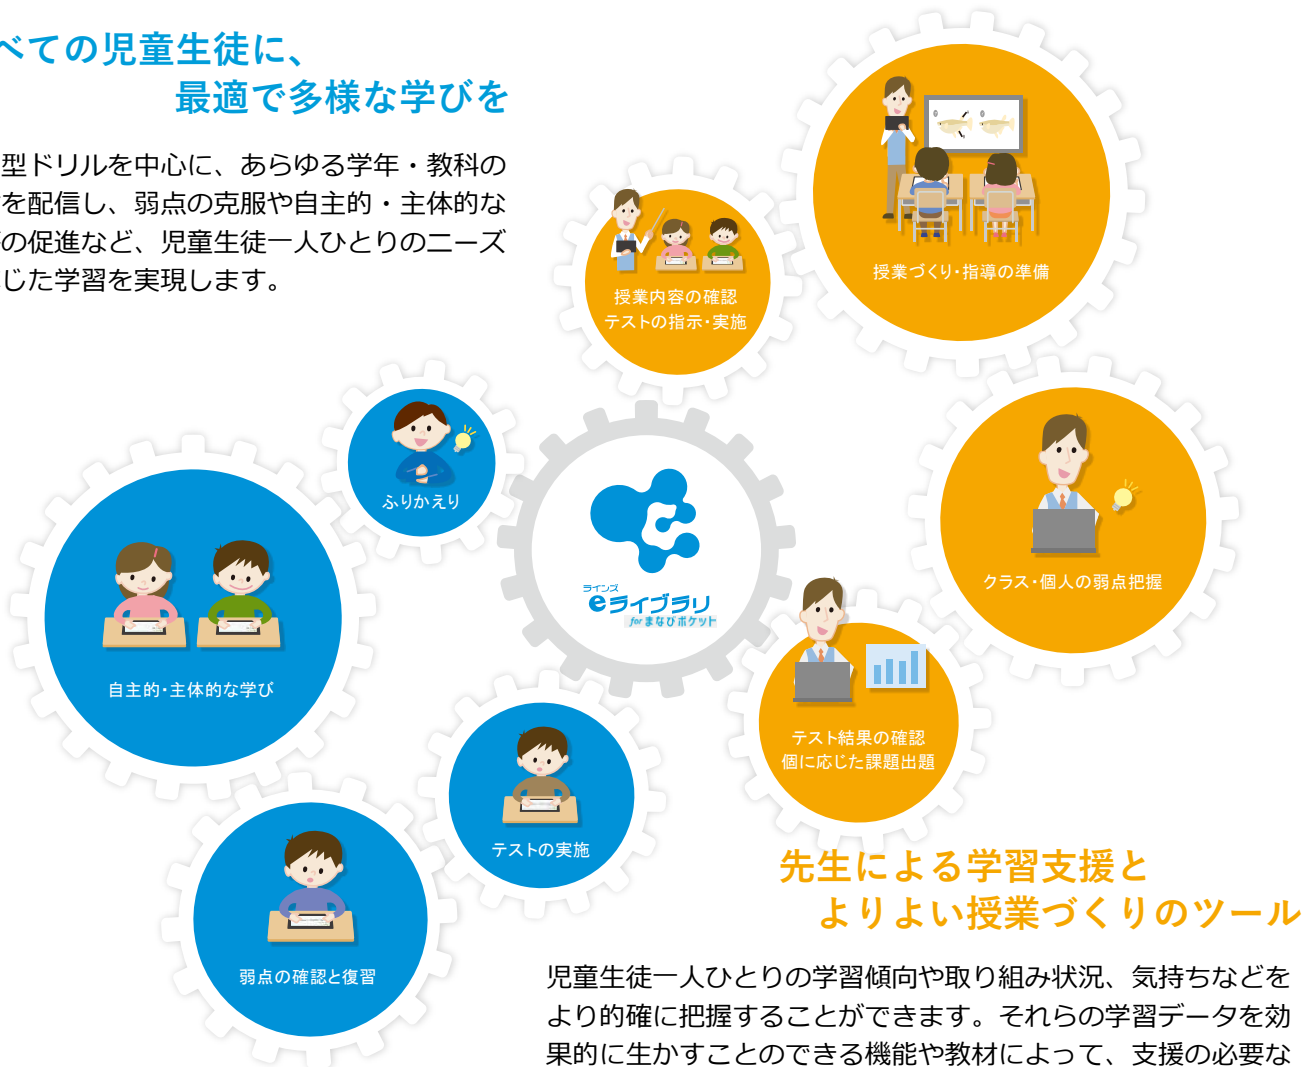 べての児童生徒に、
最適で多様な学びを
型ドリルを中心に、あらゆる学年・教科の
を配信し、弱点の克服や自主的・主体的な
の促進など、児童生徒一人ひとりのニーズ
じた学習を実現します。
授業づくり・指導の準備
授業内容の確認
テストの指示・実施
ふりかえり
クラス・個人の弱点把握
ラインズ
eライブラリ
for まなびポケット
自主的・主体的な学び
テスト結果の確認
個に応じた課題出題
テストの実施
弱点の確認と復習
先生による学習支援と
よりよい授業づくりのツール
児童生徒一人ひとりの学習傾向や取り組み状況、気持ちなどを
より的確に把握することができます。それらの学習データを効
果的に生かすことのできる機能や教材によって、支援の必要な